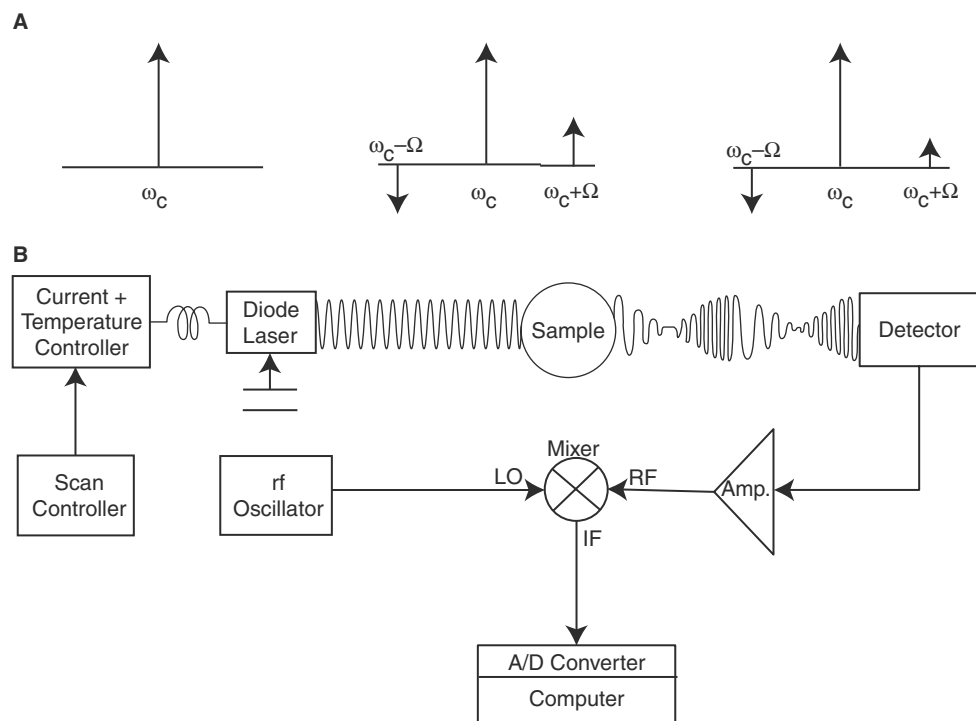 A
ω_C
ω_C−Ω
ω_C
ω_C+Ω
ω_C−Ω
ω_C
ω_C+Ω
B
Current +
Temperature
Controller
Diode
Laser
Sample
Detector
Scan
Controller
rf
Oscillator
LO
Mixer
RF
IF
Amp.
A/D Converter
Computer